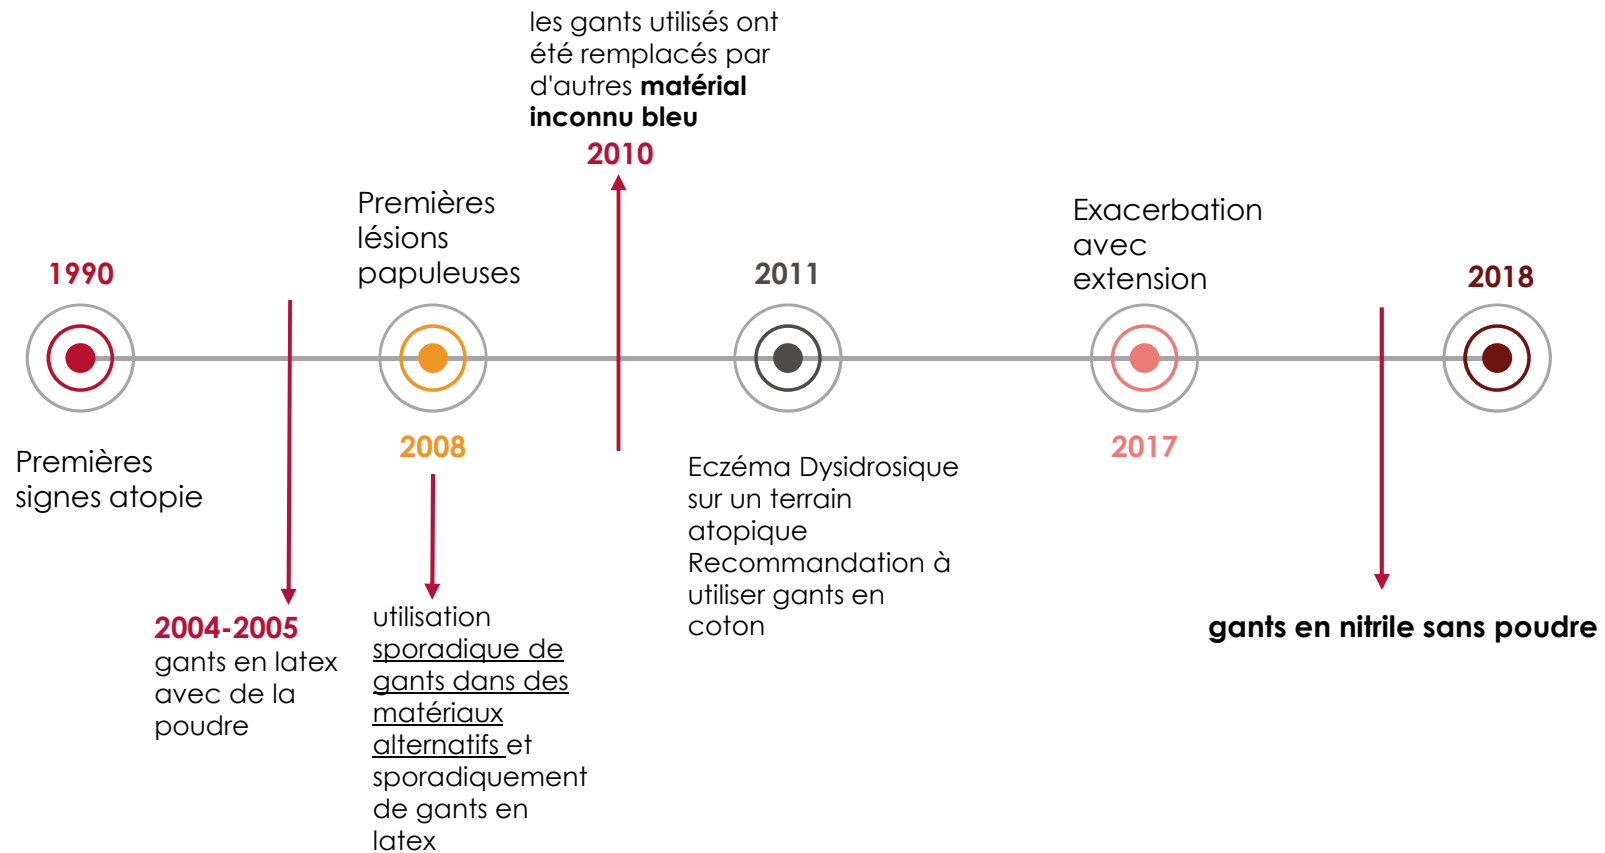 les gants utilisés ont
été remplacés par
d'autres matérial
inconnu bleu
2010
1990
Premières
signes atopie
2004-2005
gants en latex
avec de la
poudre
Premières
lésions
papuleuses
2008
utilisation
sporadique de
gants dans des
matériaux
alternatifs et
sporadiquement
de gants en
latex
2011
Eczéma Dysidrosique
sur un terrain
atopique
Recommandation à
utiliser gants en
coton
Exacerbation
avec
extension
2017
2018
gants en nitrile sans poudre